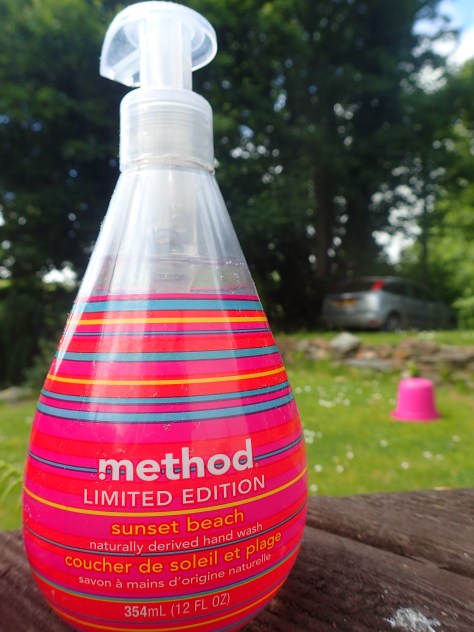 method
LIMITED EDITION
sunset beach
naturally derived hand wash
coucher de soleil et plage
savon à mains d'origine naturelle
354mL (12 FL OZ)